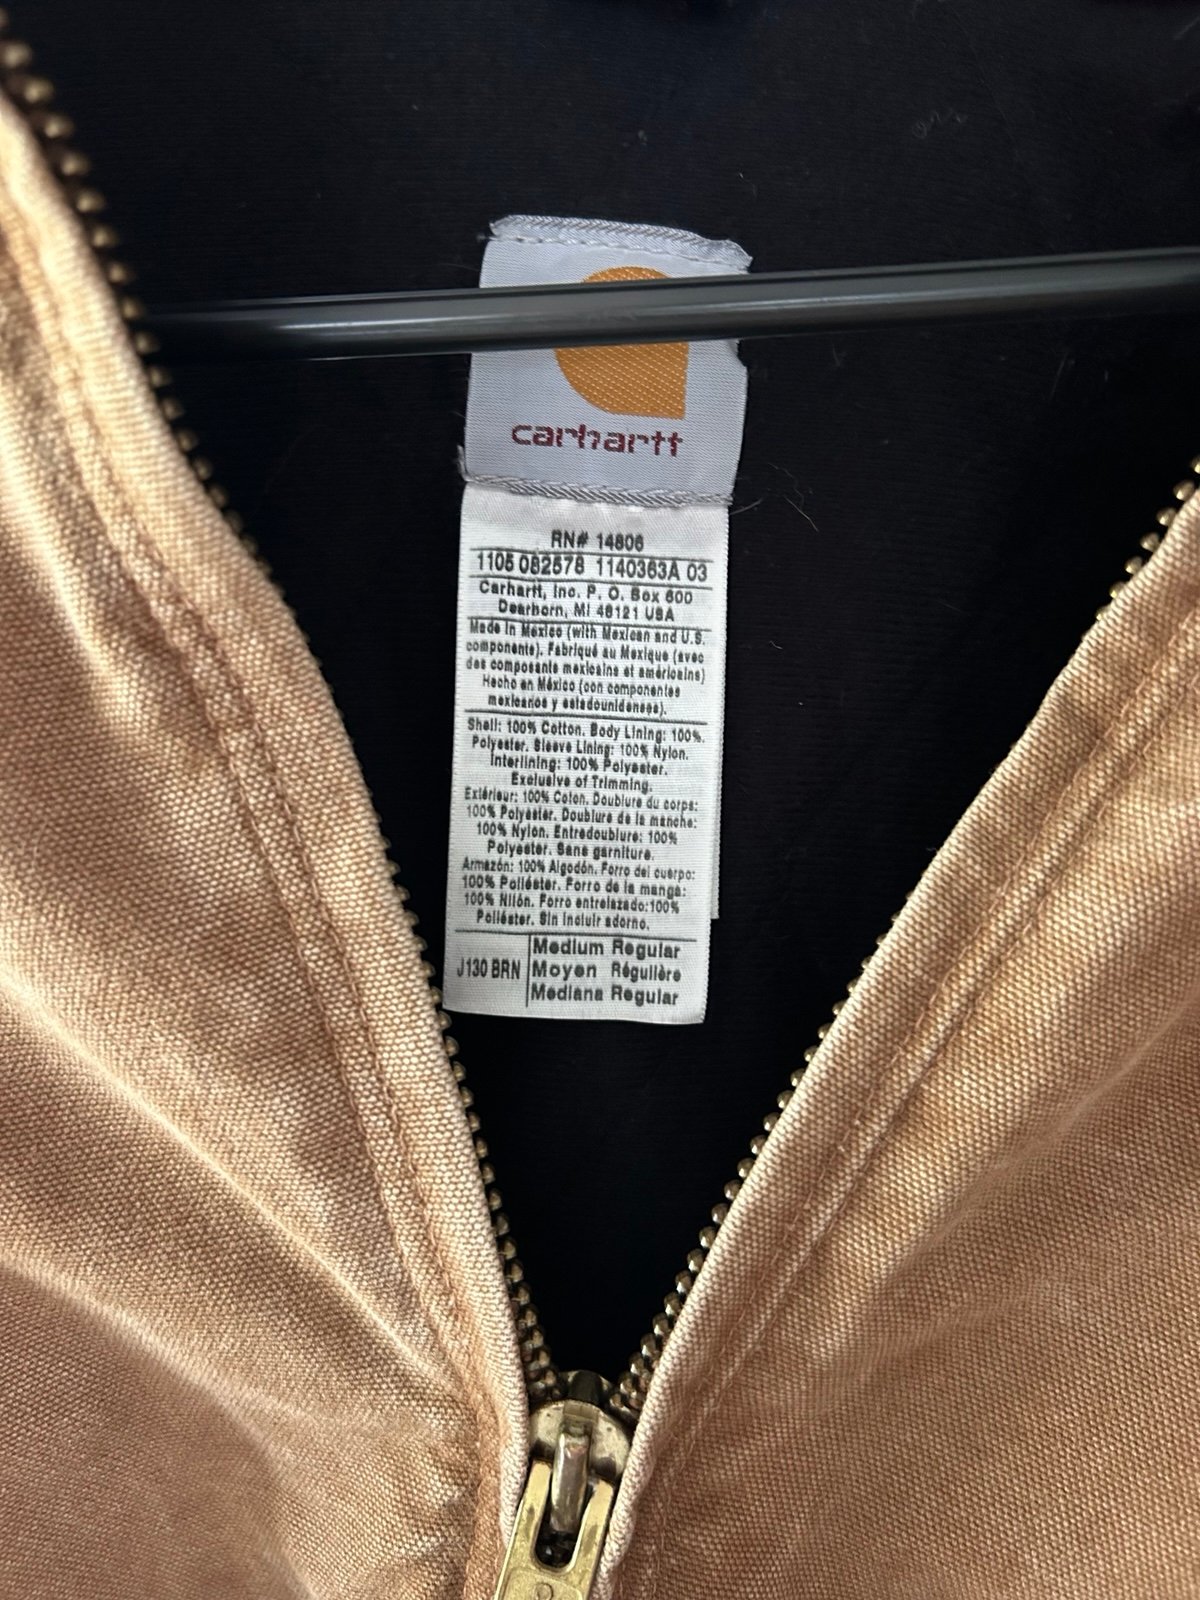 carhartt
RN# 14806
1105 082578 1140363A 03
Carhartt, Inc. P. O. Box 600
Dearborn, MI 48121 USA
Made in Mexico (with Mexican and U.S.
components). Fabriqué au Mexique (avec
des composants mexicains et américains)
Hecho en México (con componentes
mexicanos y estadounidenses).
Shell: 100% Cotton. Body Lining: 100%.
Polyester. Sleeve Lining: 100% Nylon.
Interlining: 100% Polyester.
Exclusive of Trimming.
Extérieur: 100% Coton. Doublure du corps:
100% Polyester. Doublure de la manche:
100% Nylon. Entredoublure: 100%
Polyester. Sans garniture.
Armazón: 100% Algodón. Forro del cuerpo:
100% Poliéster. Forro de la manga:
100% Nilón. Forro entrelazado:100%
Poliéster. Sin incluir adorno.
J130 BRN
Medium Regular
Moyen Régulière
Mediana Regular